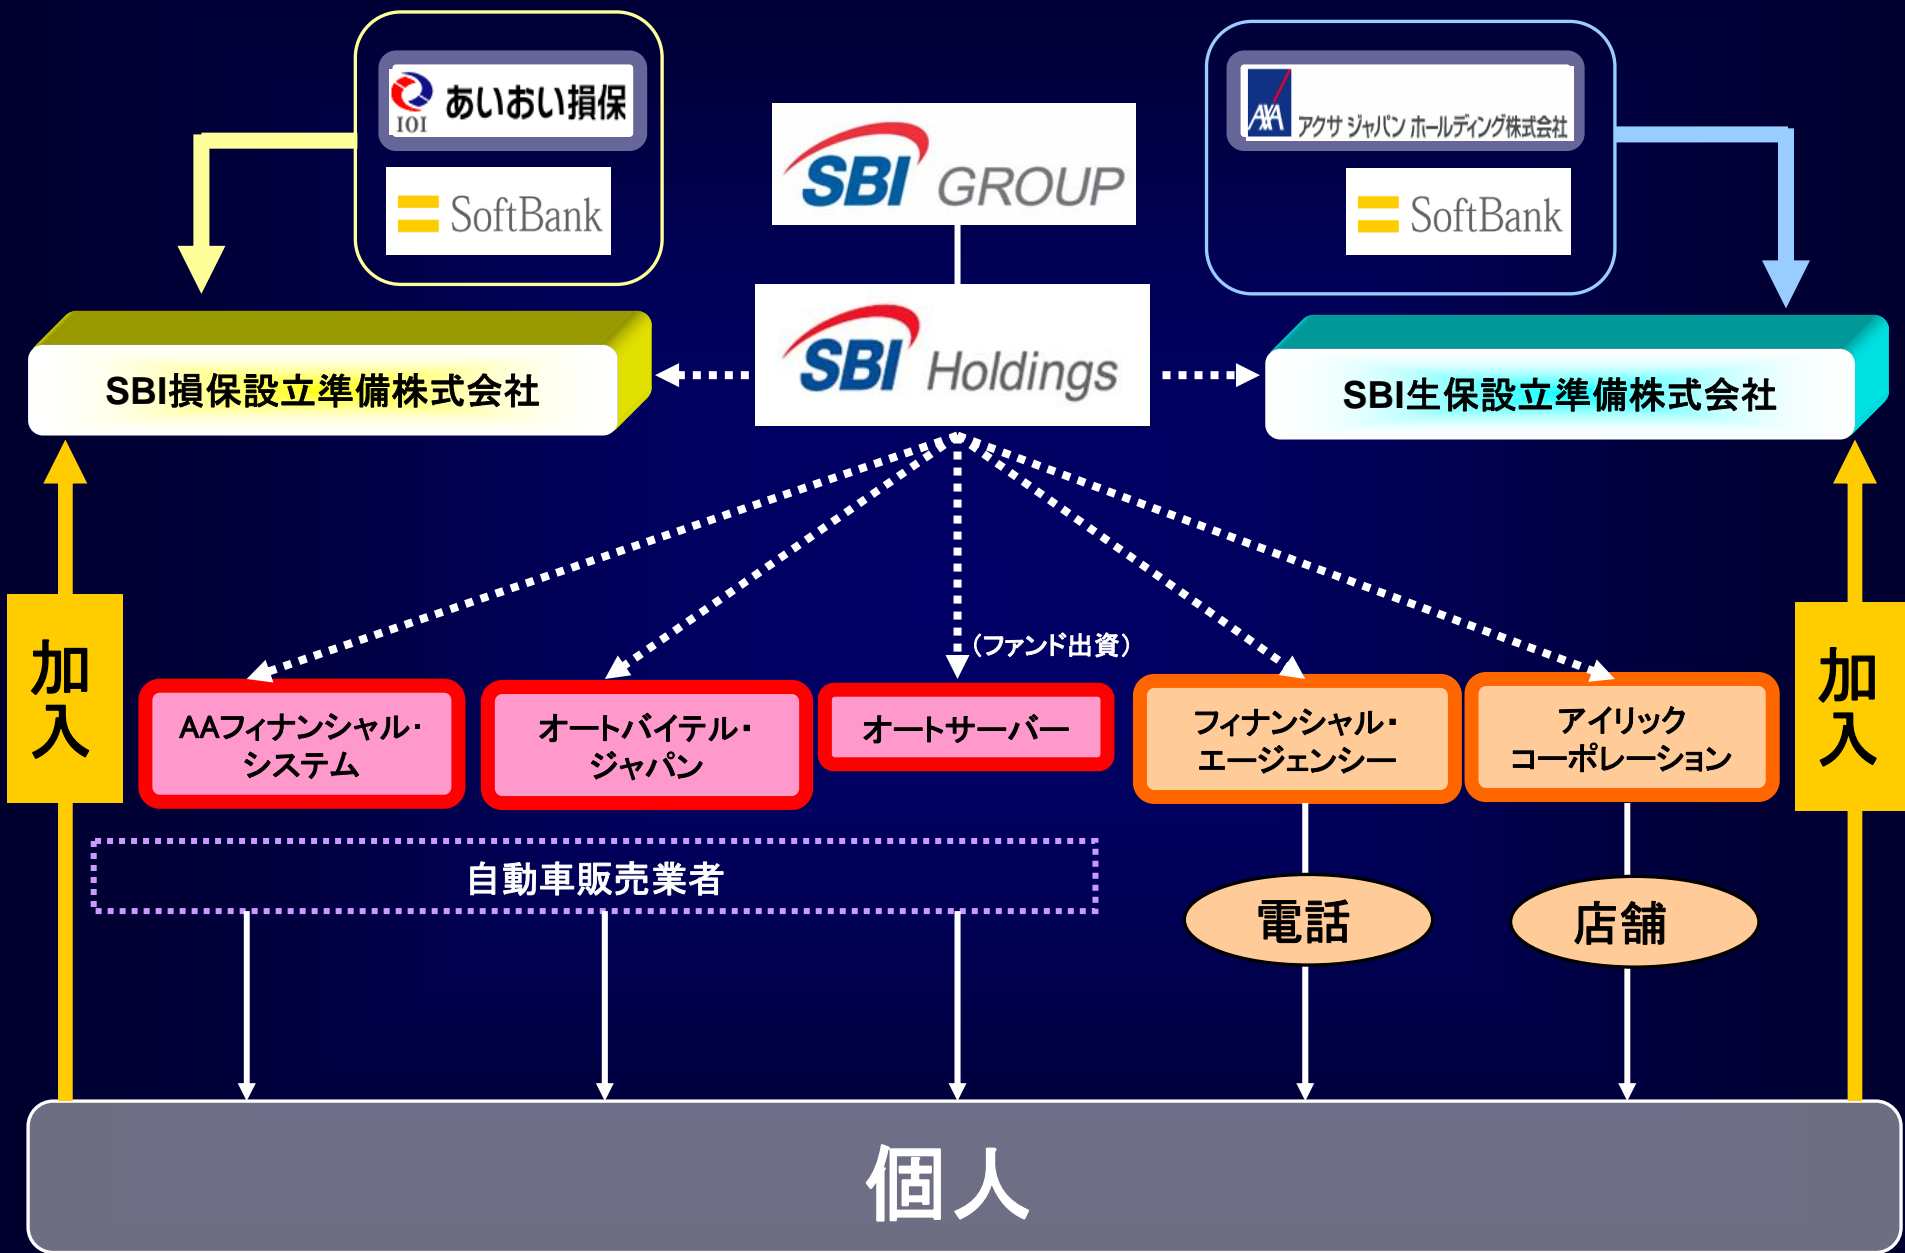 あいおい損保
IOI
SoftBank
SBI GROUP
AXA アクサ ジャパン ホールディング株式会社
SoftBank
SBI Holdings
SBI損保設立準備株式会社
SBI生保設立準備株式会社
加入
加入
(ファンド出資)
AAフィナンシャル・
システム
オートバイテル・
ジャパン
オートサーバー
フィナンシャル・
エージェンシー
アイリック
コーポレーション
自動車販売業者
電話
店舗
個人